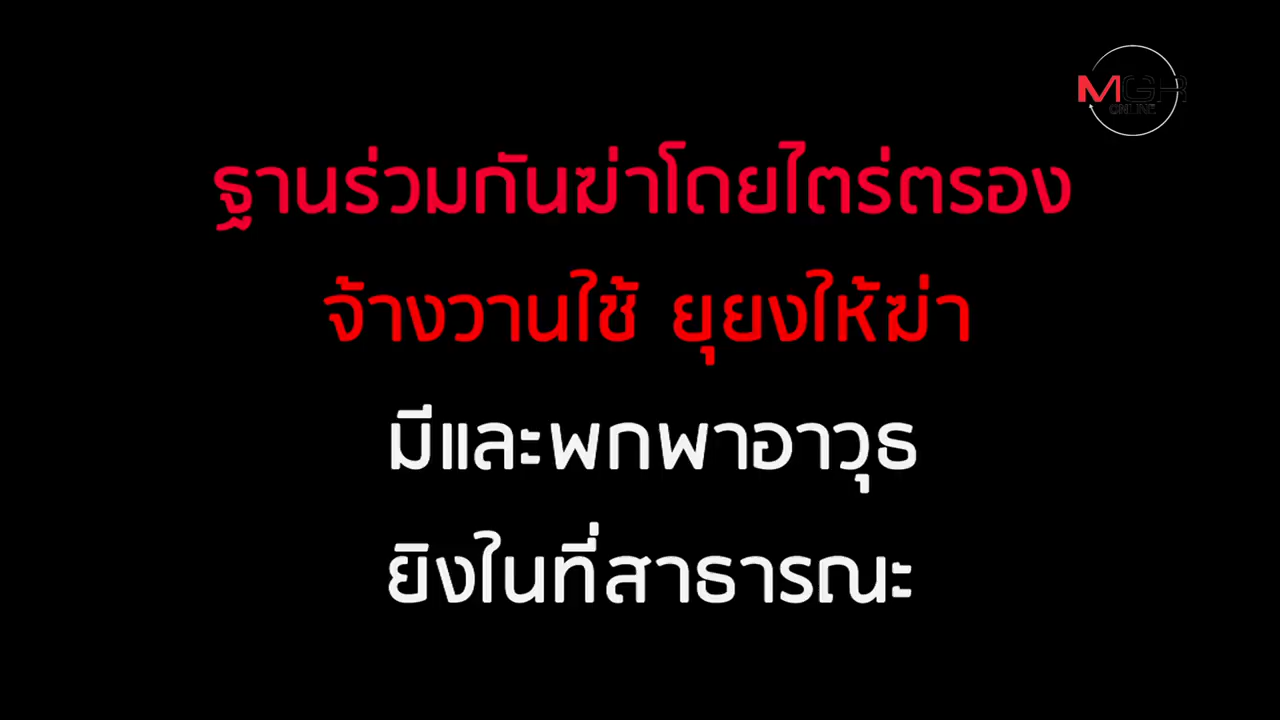 MGR
ONLINE
ฐานร่วมกันฆ่าโดยไตร่ตรอง
จ้างวานใช้ ยุยงให้ฆ่า
มีและพกพาอาวุธ
ยิงในที่สาธารณะ